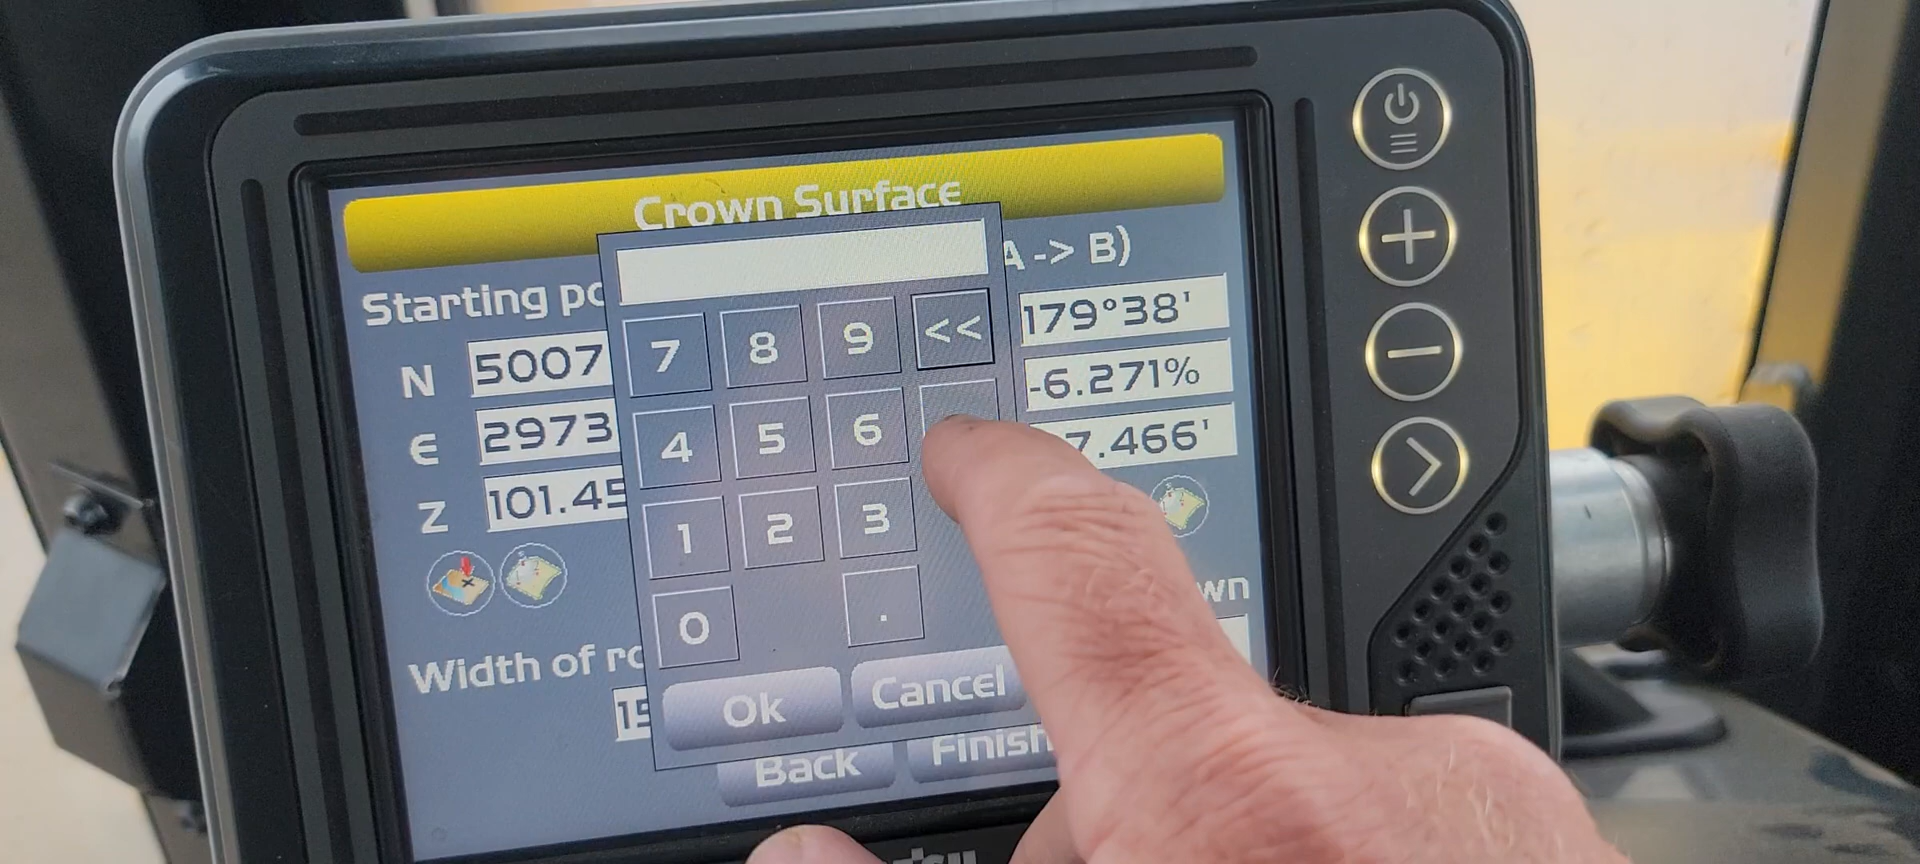 Crown Surface
Starting po
A -> B)
N 5007
179°38'
E 2973
-6.271%
Z 101.45
7.466'
7 8 9 <<
4 5 6
1 2 3
0 .
wn
Width of ro
15
Ok Cancel
Back Finish